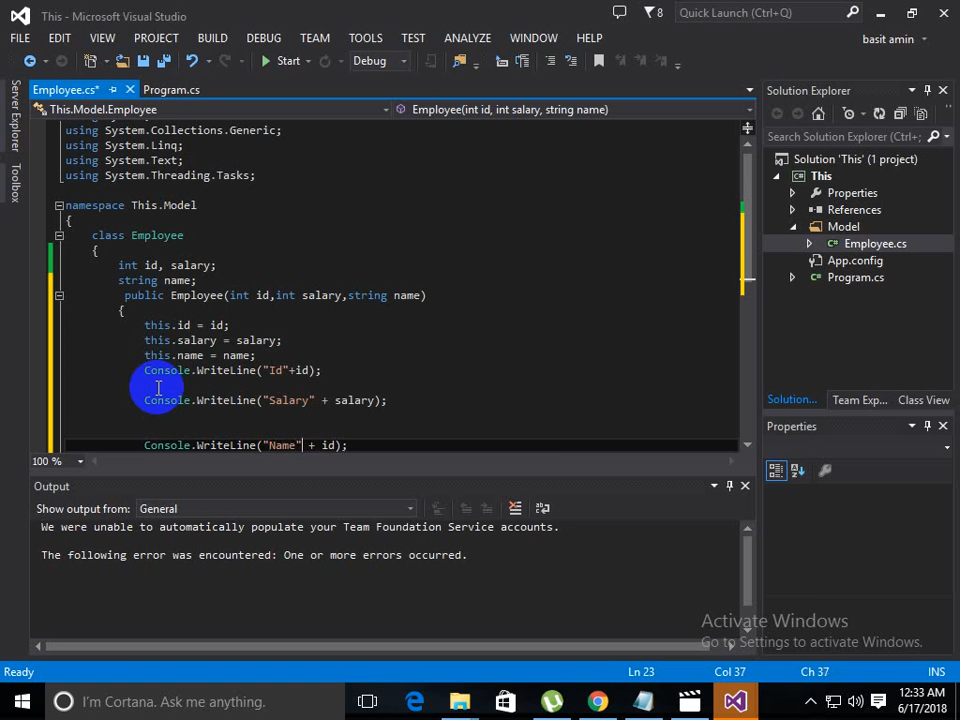 This - Microsoft Visual Studio
8
Quick Launch (Ctrl+Q)
FILE EDIT VIEW PROJECT BUILD DEBUG TEAM TOOLS TEST ANALYZE WINDOW HELP
basit amin
Start Debug
Employee.cs* Program.cs
This.Model.Employee Employee(int id, int salary, string name)
Server Explorer
Toolbox
using System.Collections.Generic;
using System.Linq;
using System.Text;
using System.Threading.Tasks;
namespace This.Model
{
class Employee
{
int id, salary;
string name;
public Employee(int id,int salary,string name)
{
this.id = id;
this.salary = salary;
this.name = name;
Console.WriteLine("Id"+id);
Console.WriteLine("Salary" + salary);
Console.WriteLine("Name" + id);
100 %
Output
Show output from: General
We were unable to automatically populate your Team Foundation Service accounts.
The following error was encountered: One or more errors occurred.
Solution Explorer
Search Solution Explorer (Ctrl+;
Solution 'This' (1 project)
C# This
Properties
References
Model
C# Employee.cs
App.config
C# Program.cs
Solution... Team Exp... Class View
Properties
Activate Windows
Go to Settings to activate Windows.
Ready Ln 23 Col 37 Ch 37 INS
I'm Cortana. Ask me anything.
12:33 AM
6/17/2018